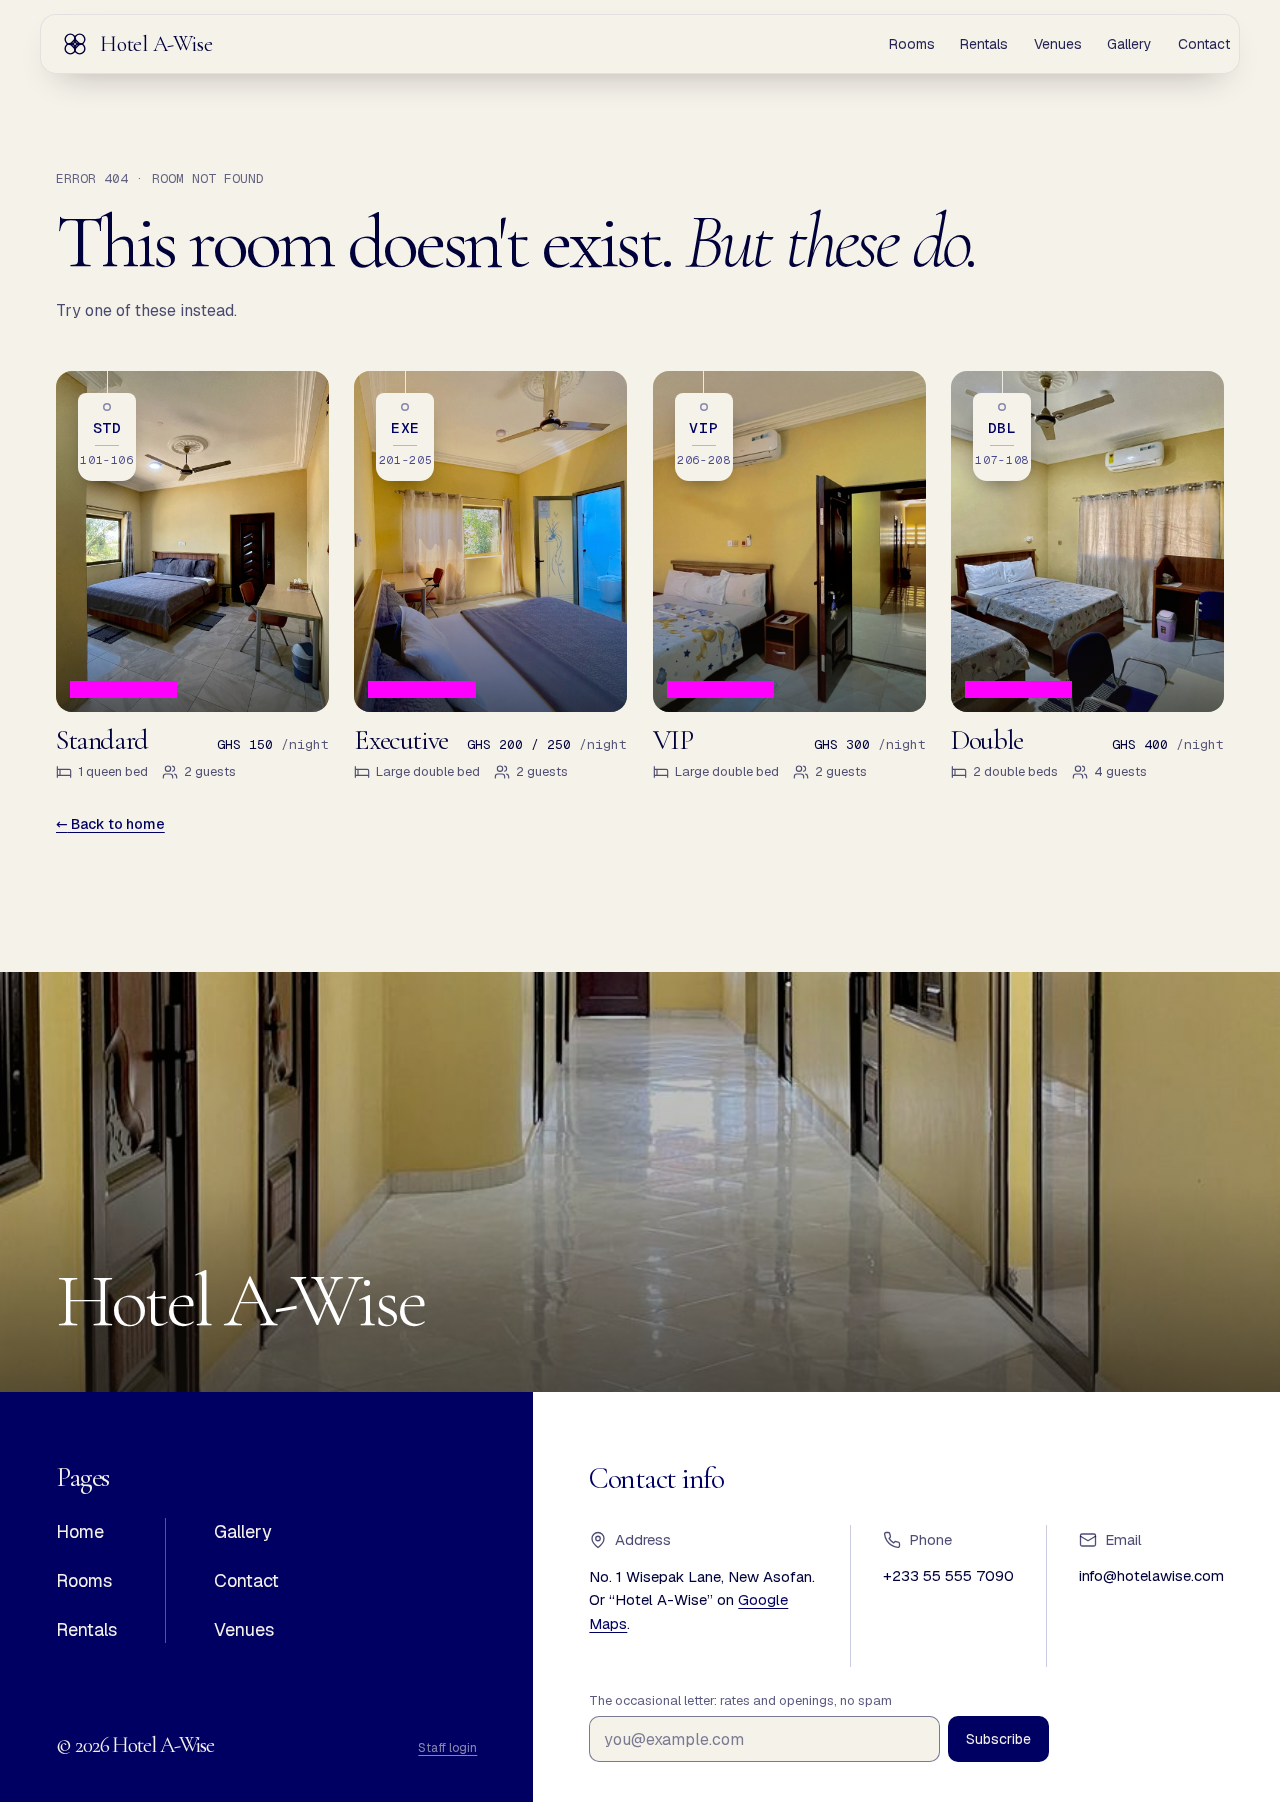 Hotel A-Wise
Rooms Rentals Venues Gallery Contact
ERROR 404 · ROOM NOT FOUND
This room doesn't exist. But these do.
Try one of these instead.
STD
101-106
EXE
201-205
VIP
206-208
DBL
107-108
Standard GHS 150 /night
1 queen bed 2 guests
Executive GHS 200 / 250 /night
Large double bed 2 guests
VIP GHS 300 /night
Large double bed 2 guests
Double GHS 400 /night
2 double beds 4 guests
← Back to home
Hotel A-Wise
Pages
Home
Rooms
Rentals
Gallery
Contact
Venues
© 2026 Hotel A-Wise
Staff login
Contact info
Address
No. 1 Wisepak Lane, New Asofan.
Or “Hotel A-Wise” on Google
Maps.
Phone
+233 55 555 7090
Email
info@hotelawise.com
The occasional letter: rates and openings, no spam
you@example.com
Subscribe